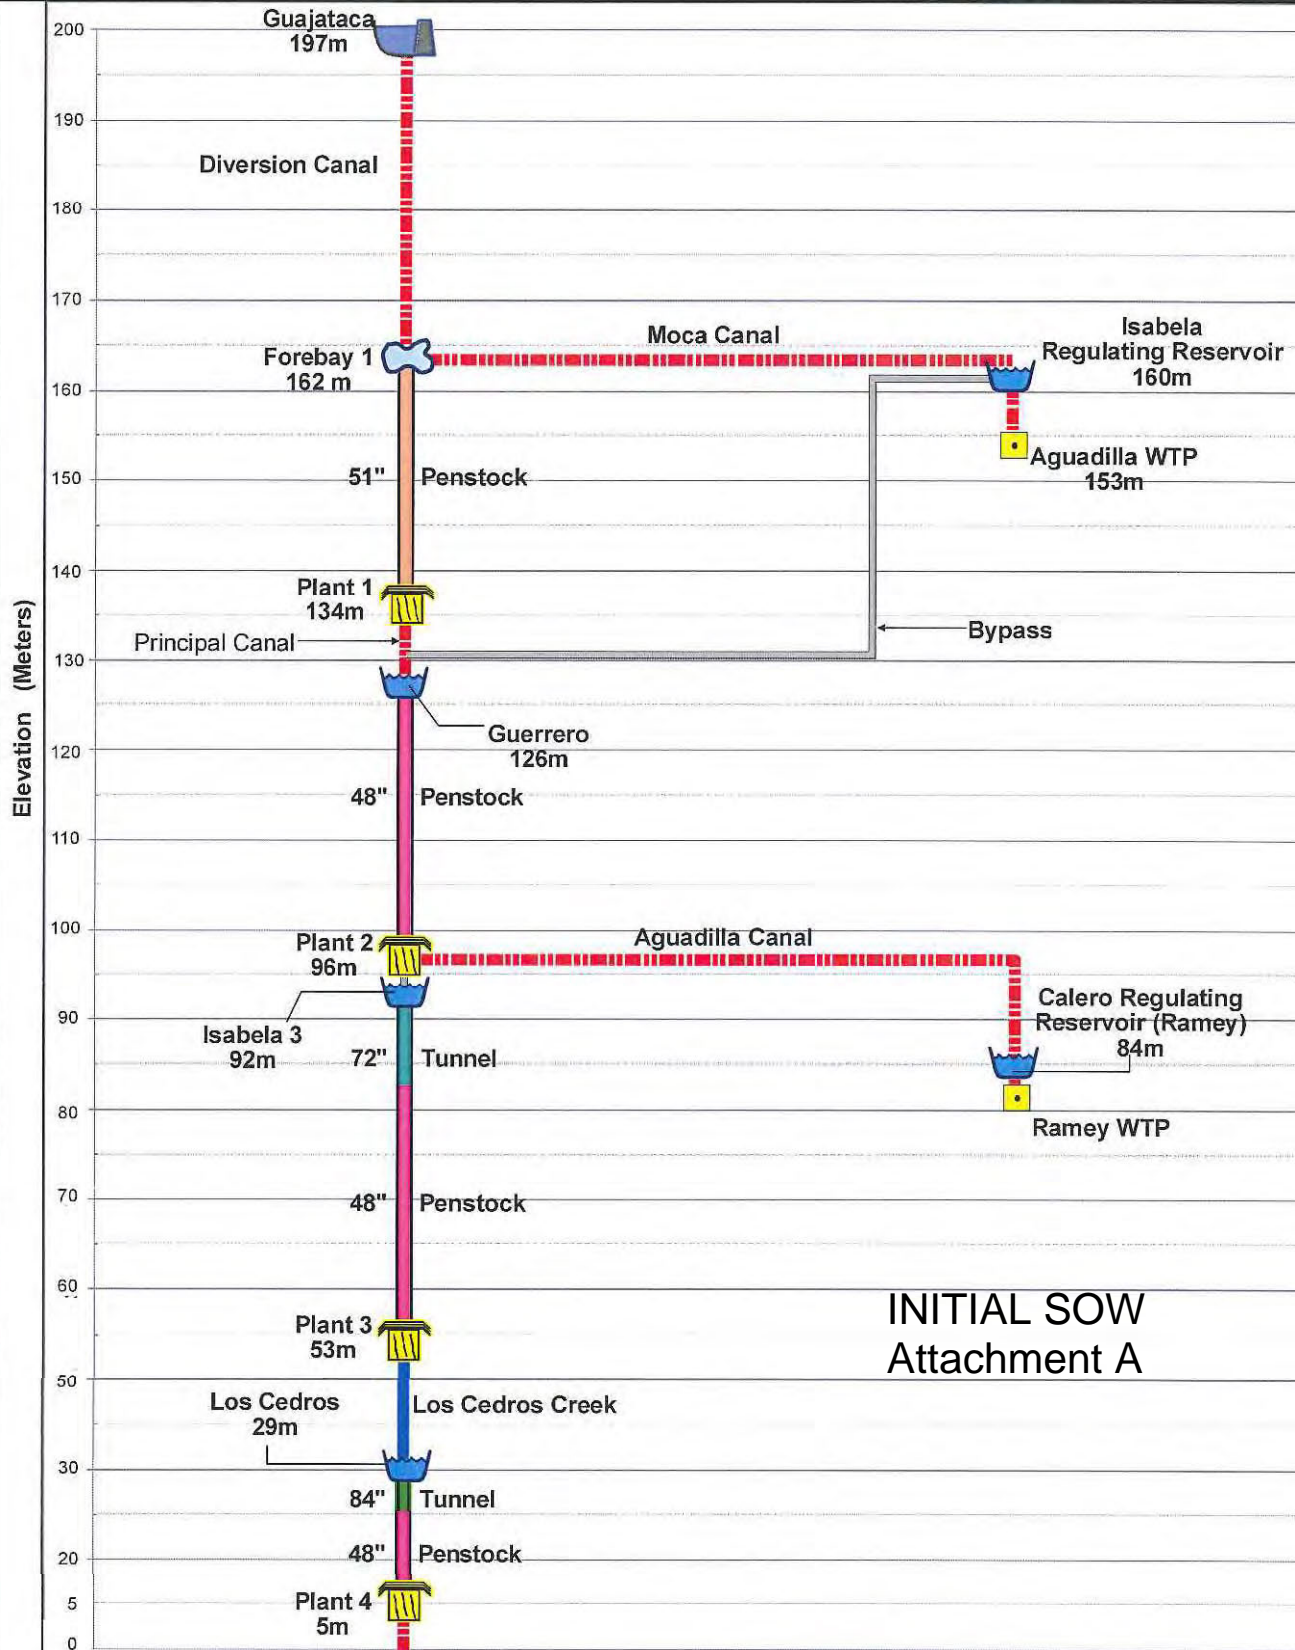 200
Guajataca
197m
190
Diversion Canal
180
170
Moca Canal
Isabela
Regulating Reservoir
160m
Forebay 1
162 m
160
Aguadilla WTP
153m
51" Penstock
150
140
Plant 1
134m
Principal Canal
Bypass
130
Elevation (Meters)
Guerrero
126m
120
48" Penstock
110
100
Plant 2
96m
Aguadilla Canal
Calero Regulating
Reservoir (Ramey)
84m
90
Isabela 3
92m
72" Tunnel
80
Ramey WTP
70
48" Penstock
60
INITIAL SOW
Attachment A
Plant 3
53m
50
Los Cedros
29m
Los Cedros Creek
30
84" Tunnel
48" Penstock
20
Plant 4
5m
5
0